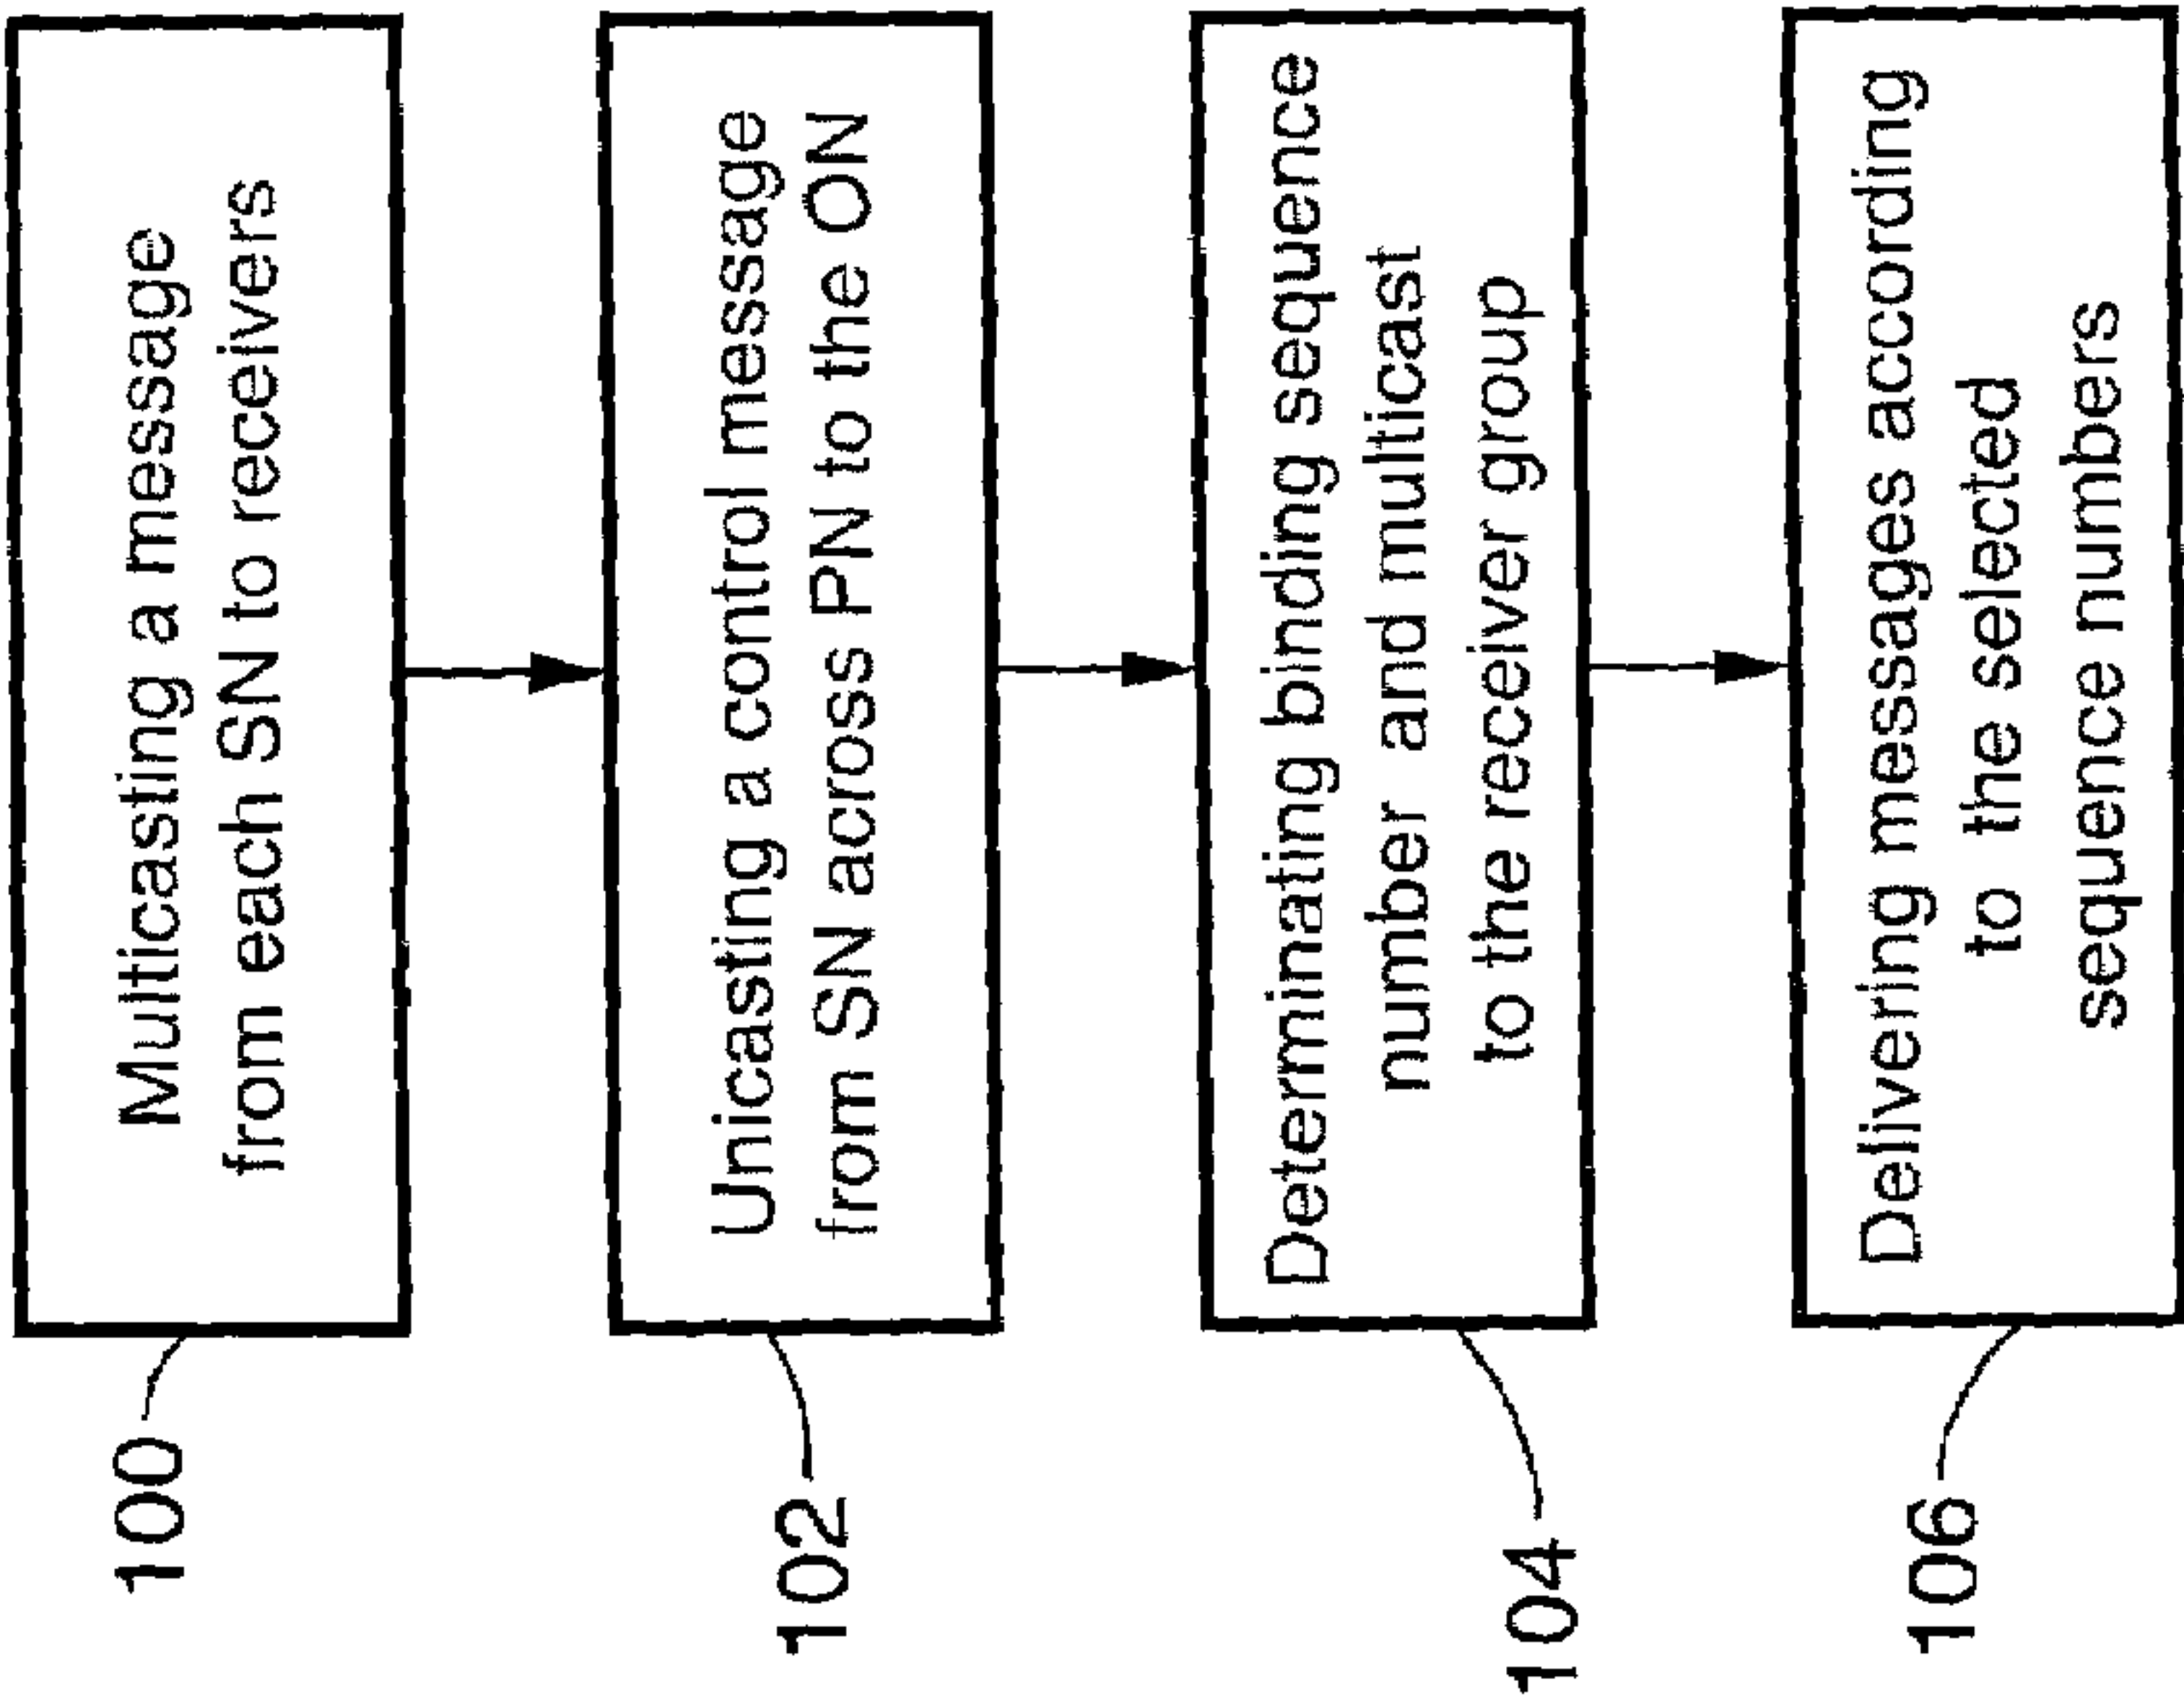 100
Multicasting a message
from each SN to receivers
102
Unicasting a control message
from SN across PN to the ON
104
Determinating binding sequence
number and multicast
to the receiver group
106
Delivering messages according
to the selected
sequence numbers